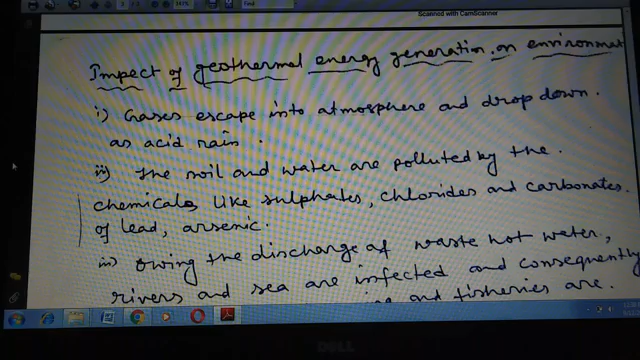 Find
Scanned with CamScanner
Impact of geothermal energy generation on environment
i) Gases escape into atmosphere and drop down.
as acid rain.
ii) The soil and water are polluted by the.
chemicals like sulphates, chlorides and carbonates.
of lead, arsenic.
iii) Owing the discharge of waste hot water,
rivers and sea are infected and consequently
and fisheries are.
DELL